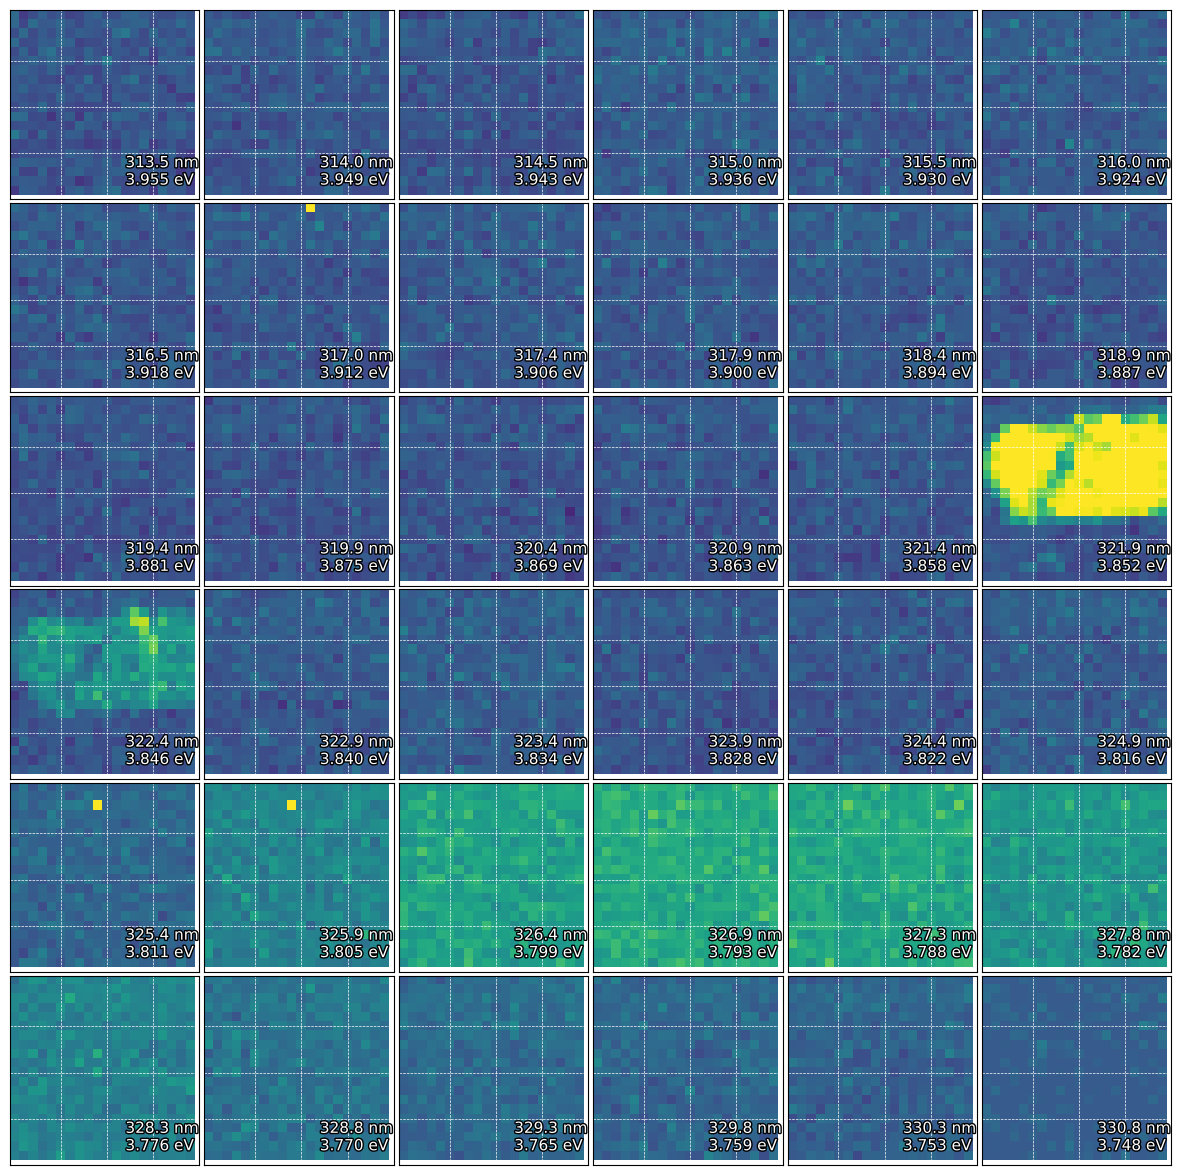 313.5 nm
3.955 eV
314.0 nm
3.949 eV
314.5 nm
3.943 eV
315.0 nm
3.936 eV
315.5 nm
3.930 eV
316.0 nm
3.924 eV
316.5 nm
3.918 eV
317.0 nm
3.912 eV
317.4 nm
3.906 eV
317.9 nm
3.900 eV
318.4 nm
3.894 eV
318.9 nm
3.887 eV
319.4 nm
3.881 eV
319.9 nm
3.875 eV
320.4 nm
3.869 eV
320.9 nm
3.863 eV
321.4 nm
3.858 eV
321.9 nm
3.852 eV
322.4 nm
3.846 eV
322.9 nm
3.840 eV
323.4 nm
3.834 eV
323.9 nm
3.828 eV
324.4 nm
3.822 eV
324.9 nm
3.816 eV
325.4 nm
3.811 eV
325.9 nm
3.805 eV
326.4 nm
3.799 eV
326.9 nm
3.793 eV
327.3 nm
3.788 eV
327.8 nm
3.782 eV
328.3 nm
3.776 eV
328.8 nm
3.770 eV
329.3 nm
3.765 eV
329.8 nm
3.759 eV
330.3 nm
3.753 eV
330.8 nm
3.748 eV